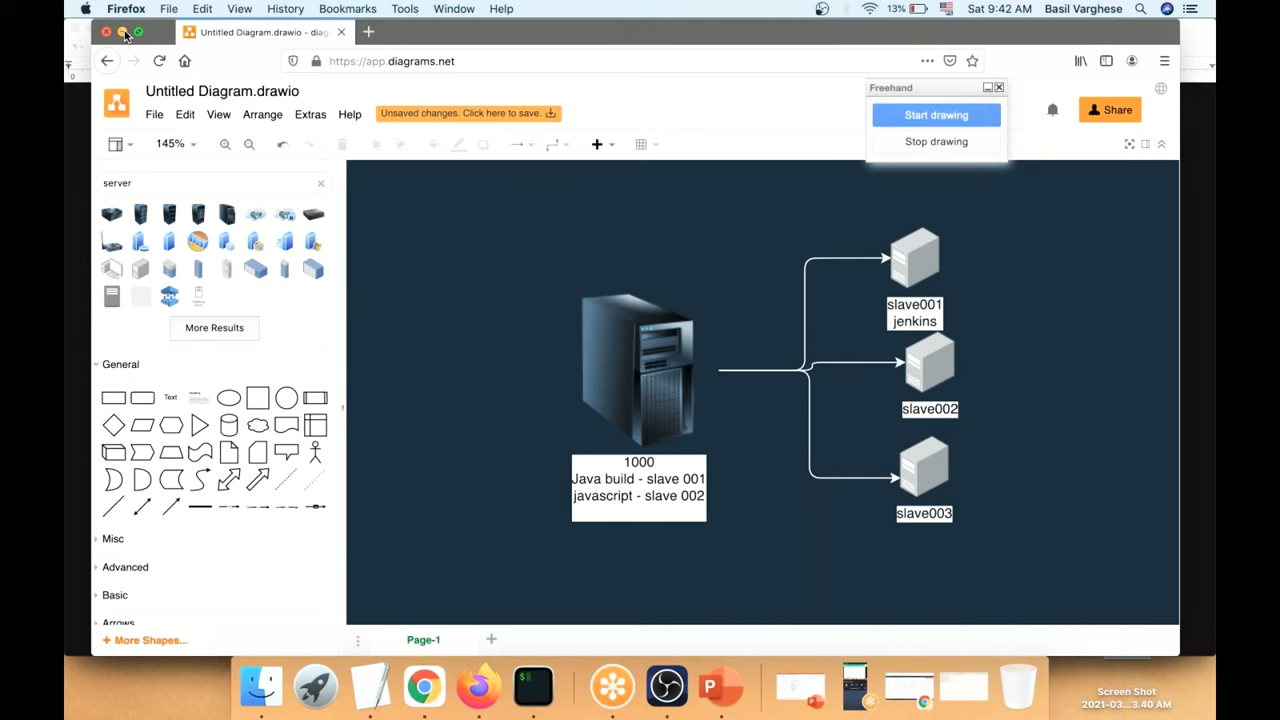 Firefox File Edit View History Bookmarks Tools Window Help 13% Sat 9:42 AM Basil Varghese
Untitled Diagram.drawio - diag
https://app.diagrams.net
Untitled Diagram.drawio
File Edit View Arrange Extras Help Unsaved changes. Click here to save.
Share
Freehand
Start drawing
Stop drawing
145%
server
More Results
General
Text
Misc
Advanced
Basic
Arrows
More Shapes...
slave001
jenkins
slave002
slave003
1000
Java build - slave 001
javascript - slave 002
Page-1
Screen Shot
2021-03...3.40 AM